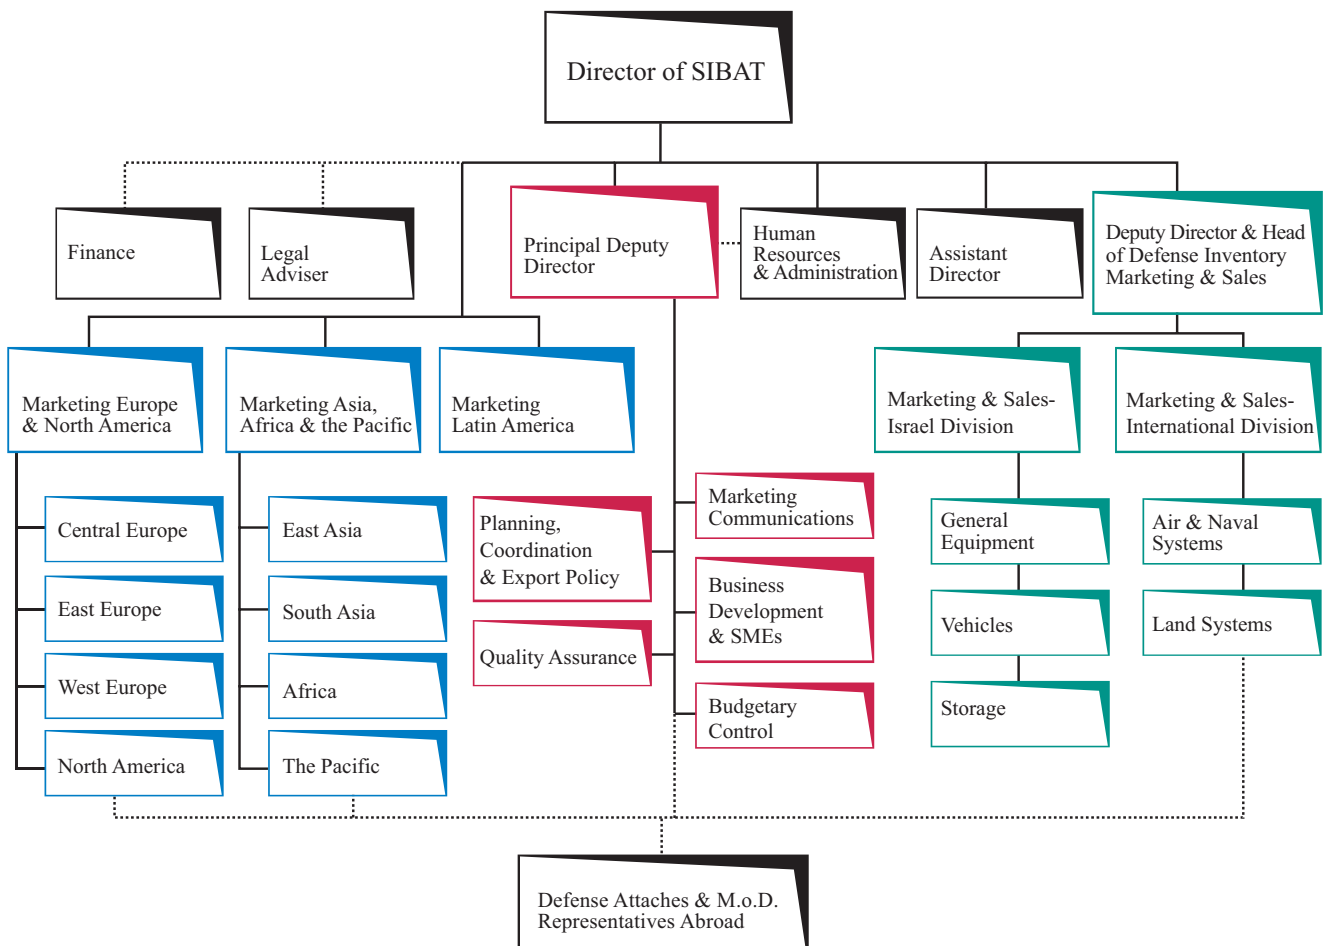 Director of SIBAT
Finance
Legal
Adviser
Principal Deputy
Director
Human
Resources
& Administration
Assistant
Director
Deputy Director & Head
of Defense Inventory
Marketing & Sales
Marketing Europe
& North America
Marketing Asia,
Africa & the Pacific
Marketing
Latin America
Marketing & Sales-
Israel Division
Marketing & Sales-
International Division
Central Europe
East Europe
West Europe
North America
East Asia
South Asia
Africa
The Pacific
Planning,
Coordination
& Export Policy
Quality Assurance
Marketing
Communications
Business
Development
& SMEs
Budgetary
Control
General
Equipment
Vehicles
Storage
Air & Naval
Systems
Land Systems
Defense Attaches & M.o.D.
Representatives Abroad